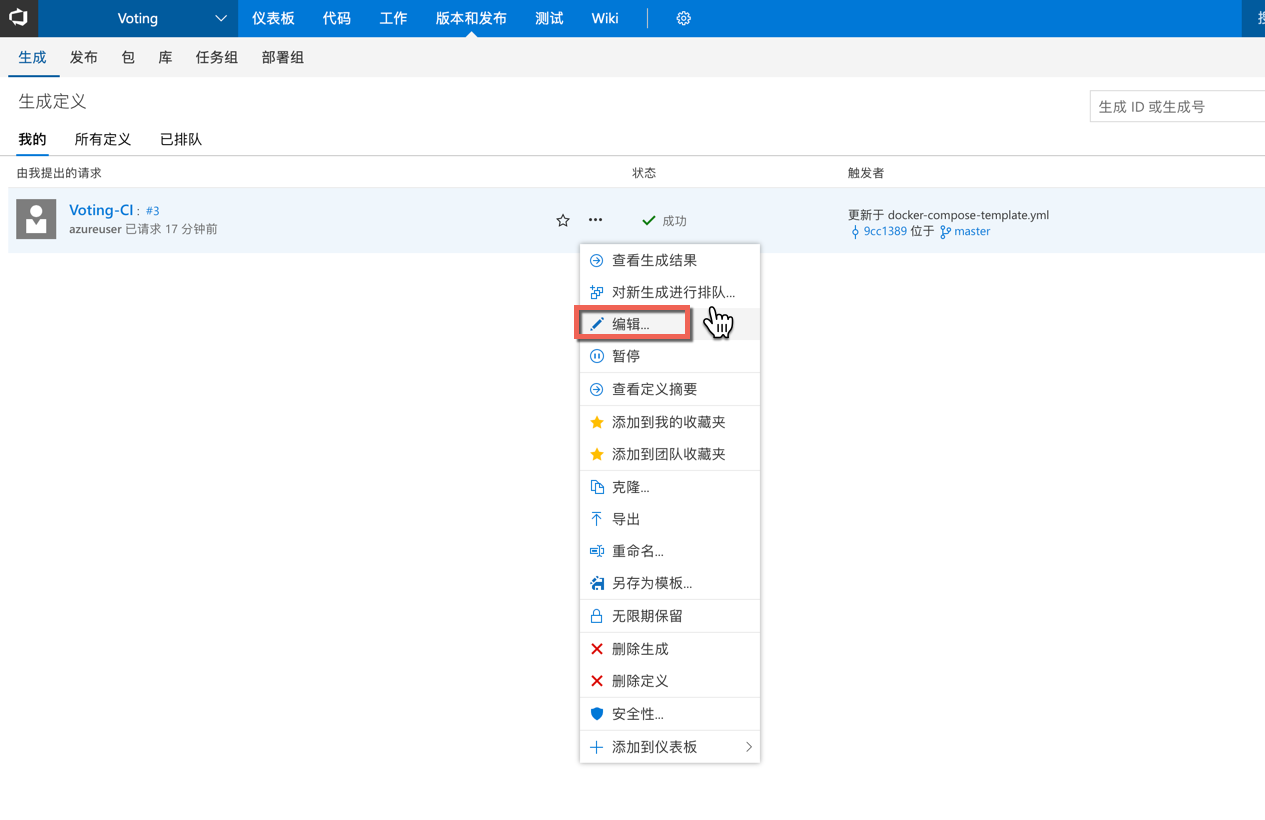 Voting 仪表板 代码 工作 版本和发布 测试 Wiki
生成 发布 包 库 任务组 部署组
生成定义
生成 ID 或生成号
我的 所有定义 已排队
由我提出的请求 状态 触发者
Voting-CI : #3
azureuser 已请求 17 分钟前
成功
更新于 docker-compose-template.yml
9cc1389 位于 master
查看生成结果
对新生成进行排队...
编辑...
暂停
查看定义摘要
添加到我的收藏夹
添加到团队收藏夹
克隆...
导出
重命名...
另存为模板...
无限期保留
删除生成
删除定义
安全性...
添加到仪表板